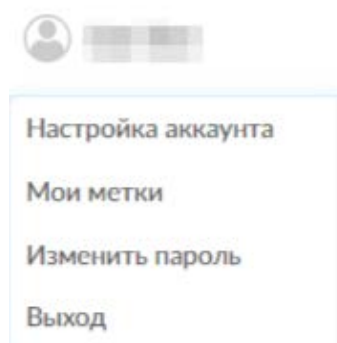 Настройка аккаунта
Мои метки
Изменить пароль
Выход